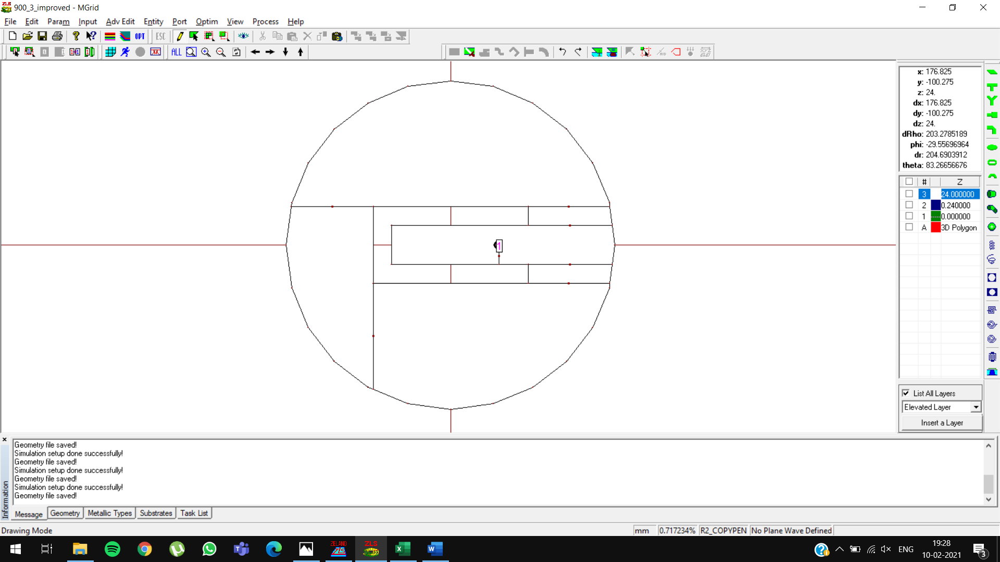 900_3_improved - MGrid
File Edit Param Input Adv Edit Entity Port Optim View Process Help
OPT ESC
ALL
x: 176.825
y: -100.275
z: 24.
dx: 176.825
dy: -100.275
dz: 24.
dRho: 203.2785189
phi: -29.55696964
dr: 204.6903912
theta: 83.26656676
# Z
3 24.000000
2 0.240000
1 0.000000
A 3D Polygon
1
List All Layers
Elevated Layer
Insert a Layer
Information
Geometry file saved!
Simulation setup done successfully!
Geometry file saved!
Simulation setup done successfully!
Geometry file saved!
Simulation setup done successfully!
Geometry file saved!
Message Geometry Metallic Types Substrates Task List
Drawing Mode mm 0.717234% R2_COPYPEN No Plane Wave Defined
ZELAND ZLS
ENG 19:28
10-02-2021 3